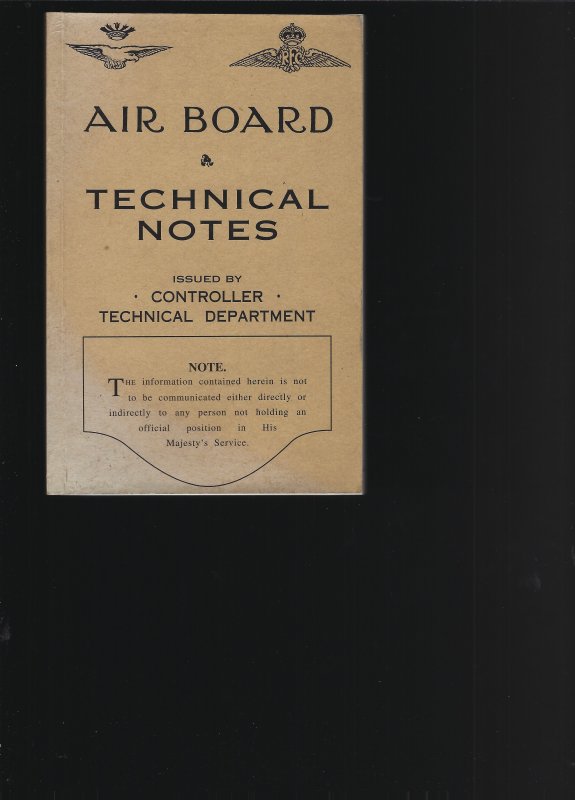 RFC
AIR BOARD
TECHNICAL
NOTES
ISSUED BY
· CONTROLLER ·
TECHNICAL DEPARTMENT
NOTE.
THE information contained herein is not
to be communicated either directly or
indirectly to any person not holding an
official position in His
Majesty's Service.